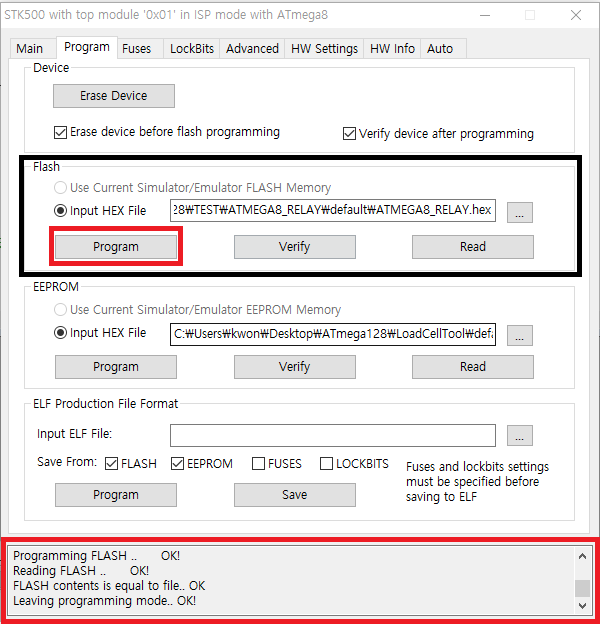 STK500 with top module '0x01' in ISP mode with ATmega8
Main Program Fuses LockBits Advanced HW Settings HW Info Auto
Device
Erase Device
Erase device before flash programming
Verify device after programming
Flash
Use Current Simulator/Emulator FLASH Memory
Input HEX File 28₩TEST₩ATMEGA8_RELAY₩default₩ATMEGA8_RELAY.hex ...
Program Verify Read
EEPROM
Use Current Simulator/Emulator EEPROM Memory
Input HEX File C:₩Users₩kwon₩Desktop₩ATmega128₩LoadCellTool₩defa ...
Program Verify Read
ELF Production File Format
Input ELF File: ...
Save From: FLASH EEPROM FUSES LOCKBITS
Fuses and lockbits settings
must be specified before
saving to ELF
Program Save
Programming FLASH .. OK!
Reading FLASH .. OK!
FLASH contents is equal to file.. OK
Leaving programming mode.. OK!